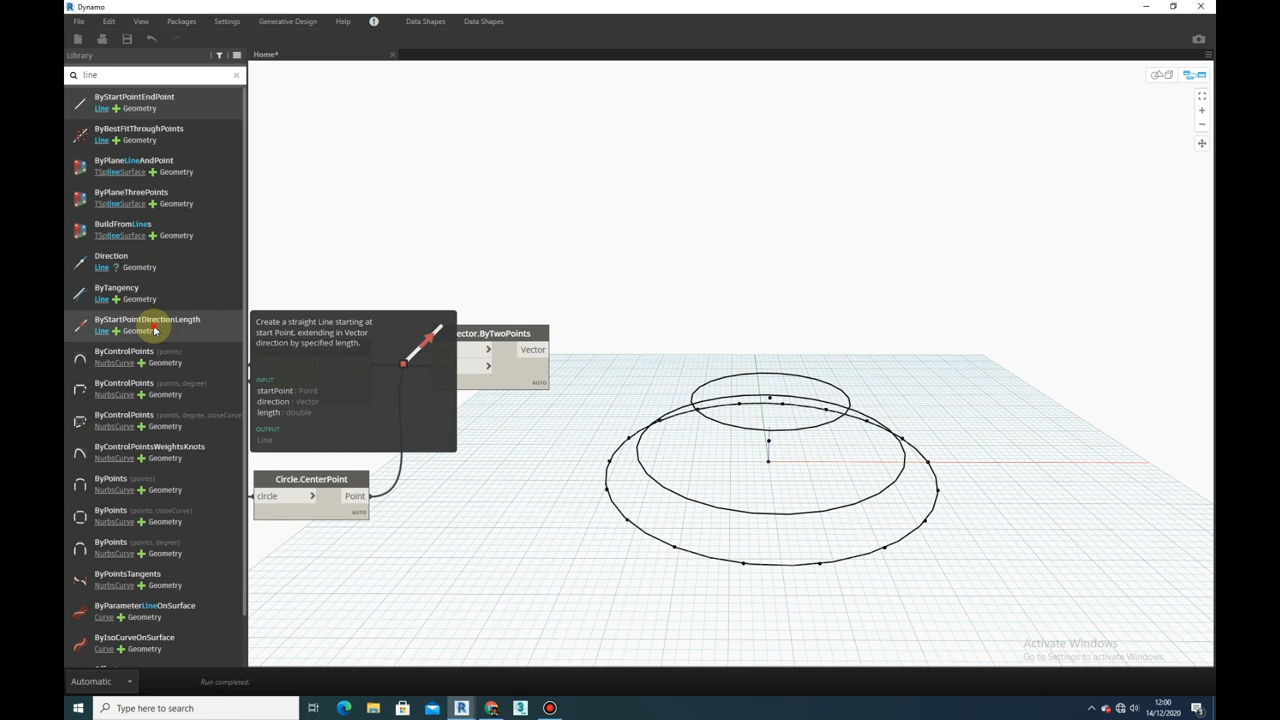 Dynamo
File Edit View Packages Settings Generative Design Help Data Shapes Data Shapes
Library
Home*
line
ByStartPointEndPoint
Line Geometry
ByBestFitThroughPoints
Line Geometry
ByPlaneLineAndPoint
TSplineSurface Geometry
ByPlaneThreePoints
TSplineSurface Geometry
BuildFromLines
TSplineSurface Geometry
Direction
Line ? Geometry
ByTangency
Line Geometry
ByStartPointDirectionLength
Line Geometry
ByControlPoints (points)
NurbsCurve Geometry
ByControlPoints (points, degree)
NurbsCurve Geometry
ByControlPoints (points, degree, closeCurve
NurbsCurve Geometry
ByControlPointsWeightsKnots
NurbsCurve Geometry
ByPoints (points)
NurbsCurve Geometry
ByPoints (points, closeCurve)
NurbsCurve Geometry
ByPoints (points, degree)
NurbsCurve Geometry
ByPointsTangents
NurbsCurve Geometry
ByParameterLineOnSurface
Curve Geometry
ByIsoCurveOnSurface
Curve Geometry
Create a straight Line starting at
start Point, extending in Vector
direction by specified length.
INPUT
startPoint : Point
direction : Vector
length : double
OUTPUT
Line
ector.ByTwoPoints
>
Vector
>
AUTO
Circle.CenterPoint
circle > Point
AUTO
Activate Windows
Go to Settings to activate Windows.
Automatic
Run completed.
Type here to search
12:00
14/12/2020
3